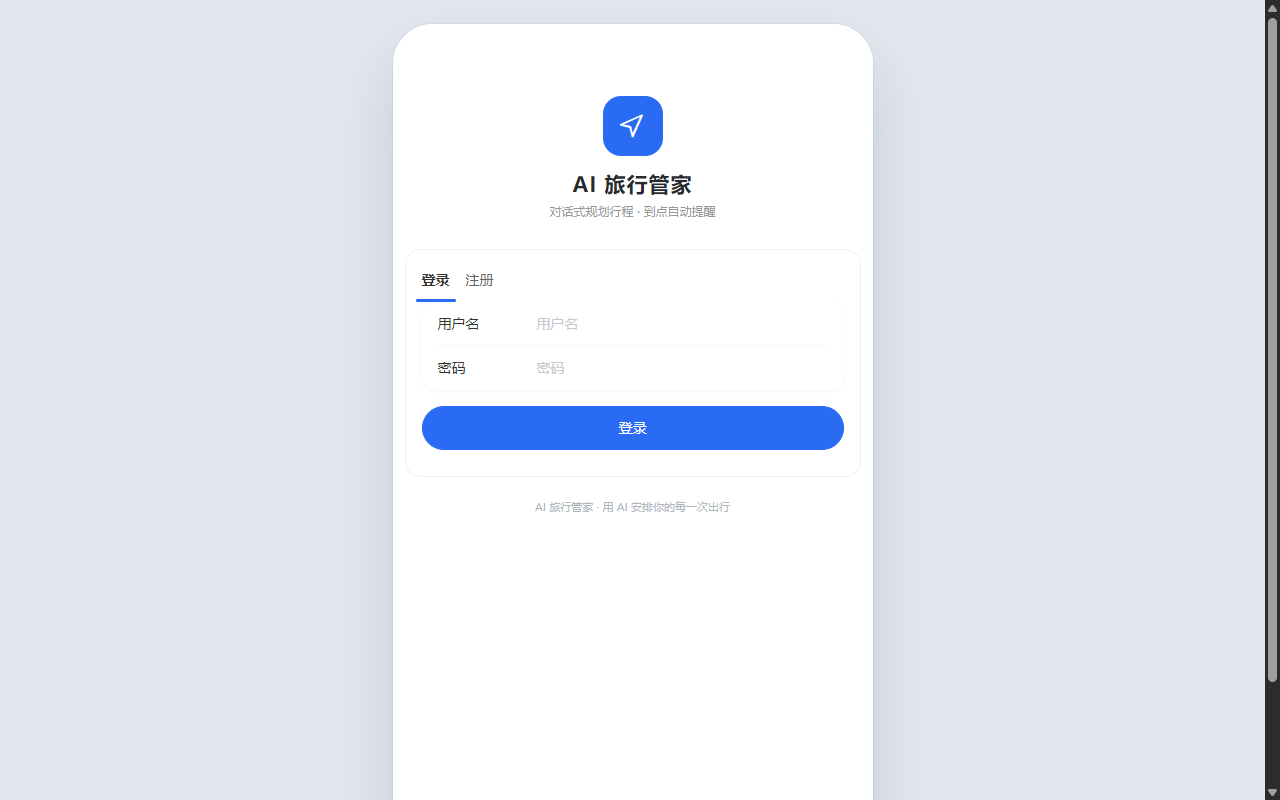 AI 旅行管家
对话式规划行程 · 到点自动提醒
登录 注册
用户名 用户名
密码 密码
登录
AI 旅行管家 · 用 AI 安排你的每一次出行